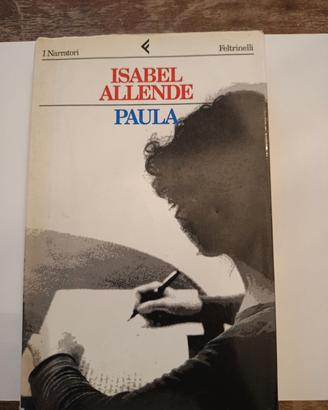 I Narratori Feltrinelli
ISABEL
ALLENDE
PAULA